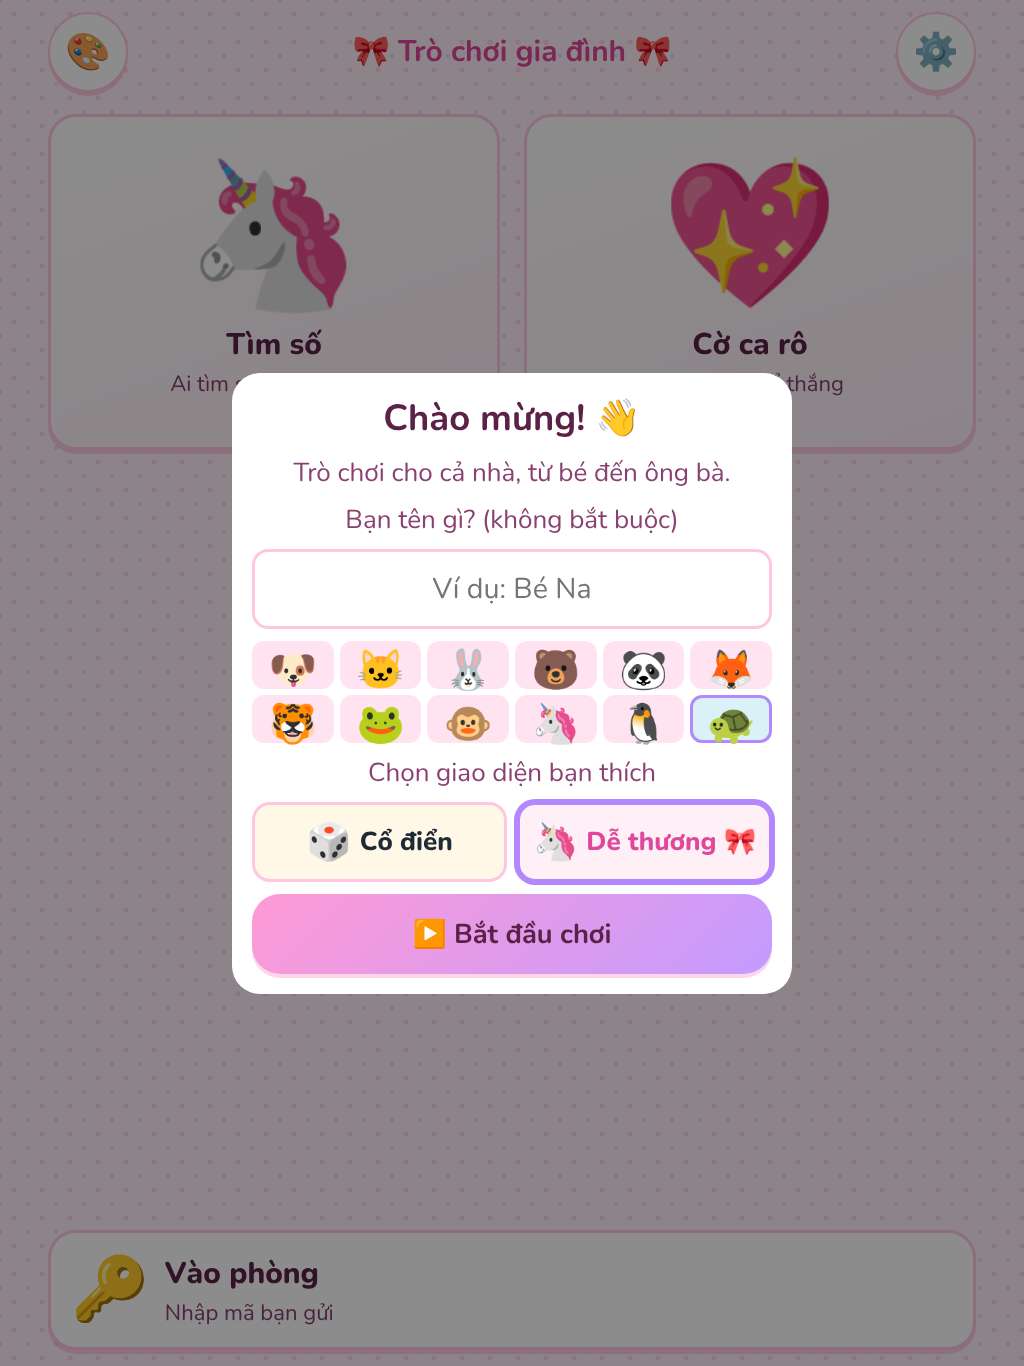 Trò chơi gia đình
Tìm số
Cờ ca rô
Ai tìm
thắng
Chào mừng!
Trò chơi cho cả nhà, từ bé đến ông bà.
Bạn tên gì? (không bắt buộc)
Ví dụ: Bé Na
Chọn giao diện bạn thích
Cổ điển
Dễ thương
Bắt đầu chơi
Vào phòng
Nhập mã bạn gửi